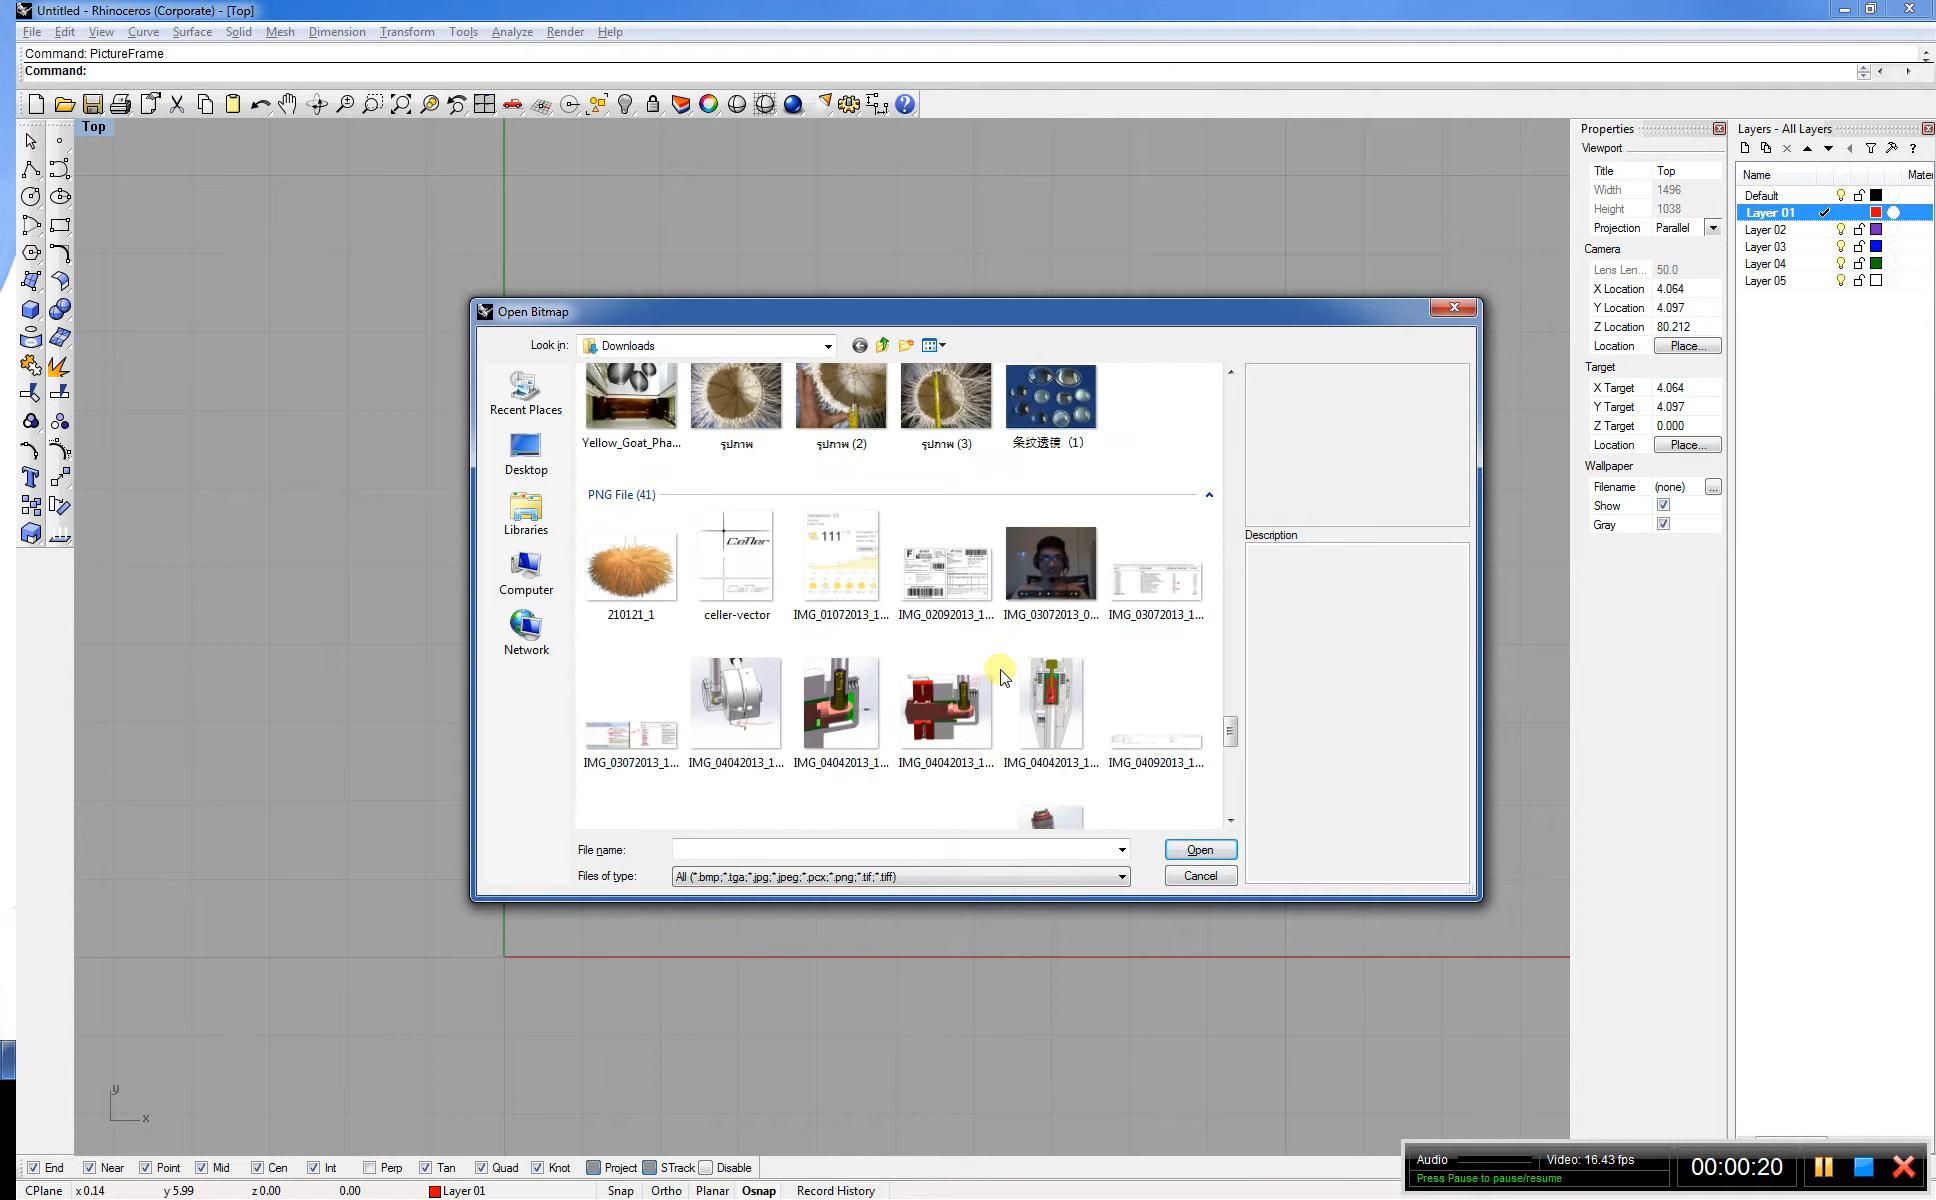 Untitled - Rhinoceros (Corporate) - [Top]
File Edit View Curve Surface Solid Mesh Dimension Transform Tools Analyze Render Help
Command: PictureFrame
Command:
Top
Properties
Viewport
Title Top
Width 1496
Height 1038
Projection Parallel
Camera
Lens Len... 50.0
X Location 4.064
Y Location 4.097
Z Location 80.212
Location Place...
Target
X Target 4.064
Y Target 4.097
Z Target 0.000
Location Place...
Wallpaper
Filename (none) ...
Show
Gray
Layers - All Layers
Name Mater
Default
Layer 01
Layer 02
Layer 03
Layer 04
Layer 05
Open Bitmap
Look in: Downloads
Recent Places
Desktop
Libraries
Computer
Network
Yellow_Goat_Pha... รูปภาพ รูปภาพ (2) รูปภาพ (3) 条纹透镜 (1)
PNG File (41)
111
Celler
210121_1 celler-vector IMG_01072013_1... IMG_02092013_1... IMG_03072013_0... IMG_03072013_1...
IMG_03072013_1... IMG_04042013_1... IMG_04042013_1... IMG_04042013_1... IMG_04042013_1... IMG_04092013_1...
File name: Open
Files of type: All (*.bmp;*.tga;*.jpg;*.jpeg;*.pcx;*.png;*.tif;*.tiff) Cancel
Description
y
x
End Near Point Mid Cen Int Perp Tan Quad Knot Project STrack Disable
CPlane x 0.14 y 5.99 z 0.00 0.00 Layer 01 Snap Ortho Planar Osnap Record History
Audio Video: 16.43 fps
Press Pause to pause/resume
00:00:20